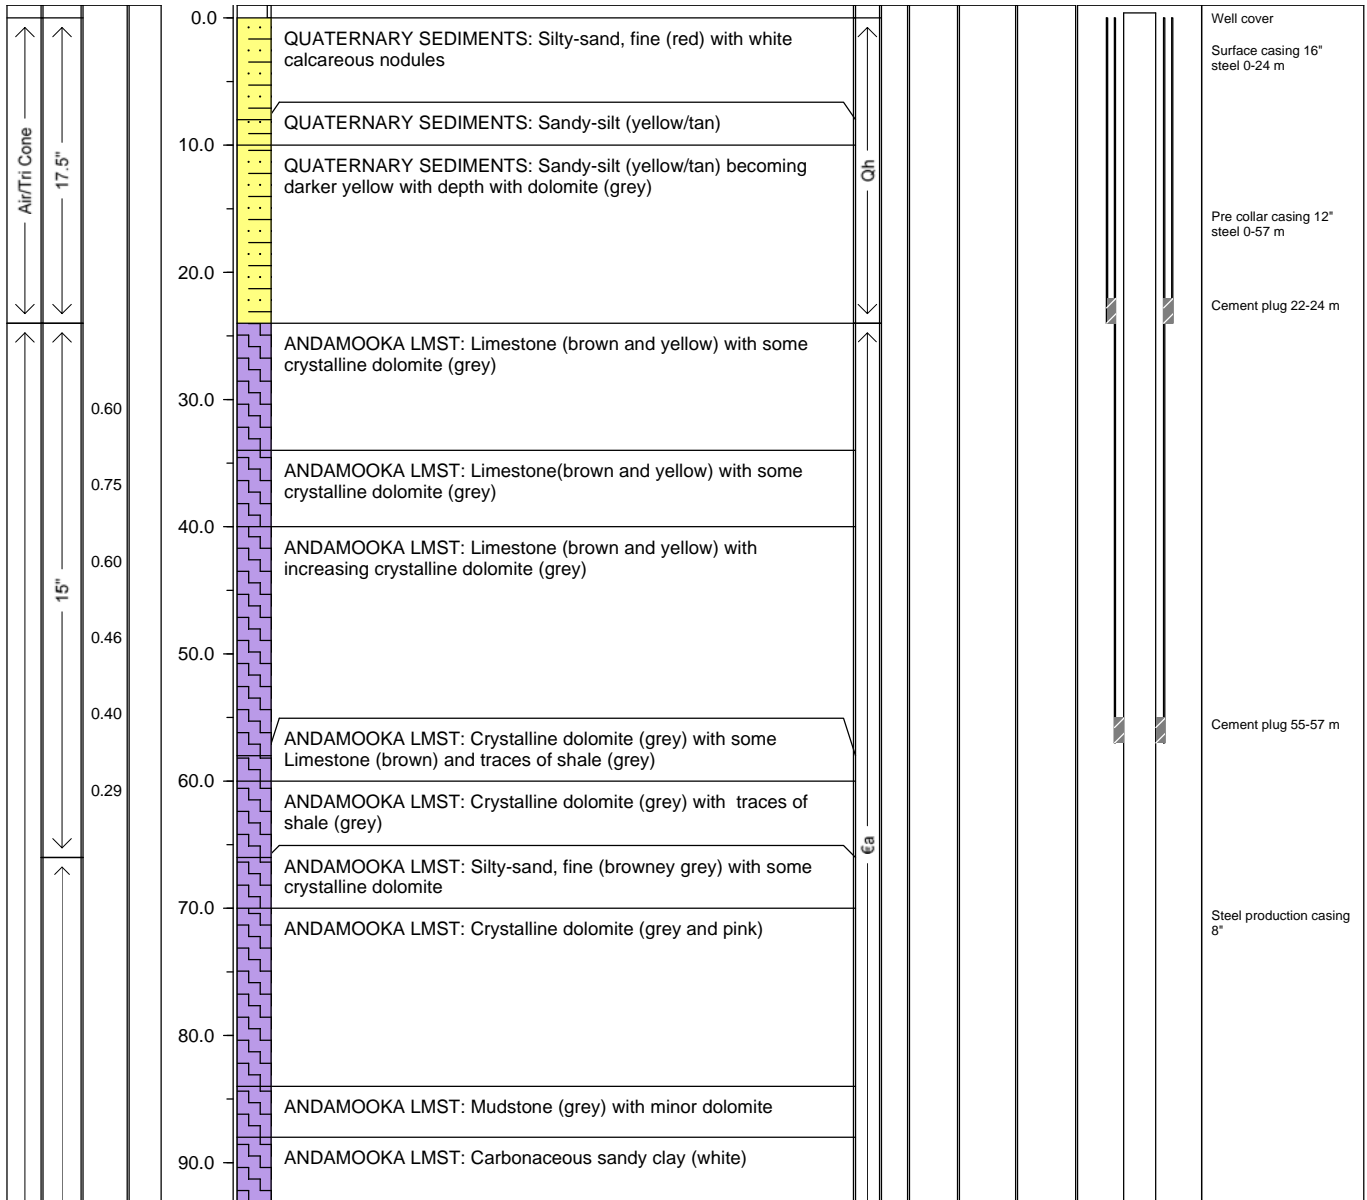 0.0
QUATERNARY SEDIMENTS: Silty-sand, fine (red) with white
calcareous nodules
Well cover
Surface casing 16"
steel 0-24 m
QUATERNARY SEDIMENTS: Sandy-silt (yellow/tan)
10.0
QUATERNARY SEDIMENTS: Sandy-silt (yellow/tan) becoming
darker yellow with depth with dolomite (grey)
Air/Tri Cone
17.5"
Qh
Pre collar casing 12"
steel 0-57 m
20.0
Cement plug 22-24 m
ANDAMOOKA LMST: Limestone (brown and yellow) with some
crystalline dolomite (grey)
30.0
0.60
ANDAMOOKA LMST: Limestone(brown and yellow) with some
crystalline dolomite (grey)
0.75
40.0
ANDAMOOKA LMST: Limestone (brown and yellow) with
increasing crystalline dolomite (grey)
0.60
15"
0.46
50.0
0.40
Cement plug 55-57 m
ANDAMOOKA LMST: Crystalline dolomite (grey) with some
Limestone (brown) and traces of shale (grey)
60.0
0.29
ANDAMOOKA LMST: Crystalline dolomite (grey) with  traces of
shale (grey)
Єa
ANDAMOOKA LMST: Silty-sand, fine (browney grey) with some
crystalline dolomite
70.0
Steel production casing
8"
ANDAMOOKA LMST: Crystalline dolomite (grey and pink)
80.0
ANDAMOOKA LMST: Mudstone (grey) with minor dolomite
90.0
ANDAMOOKA LMST: Carbonaceous sandy clay (white)